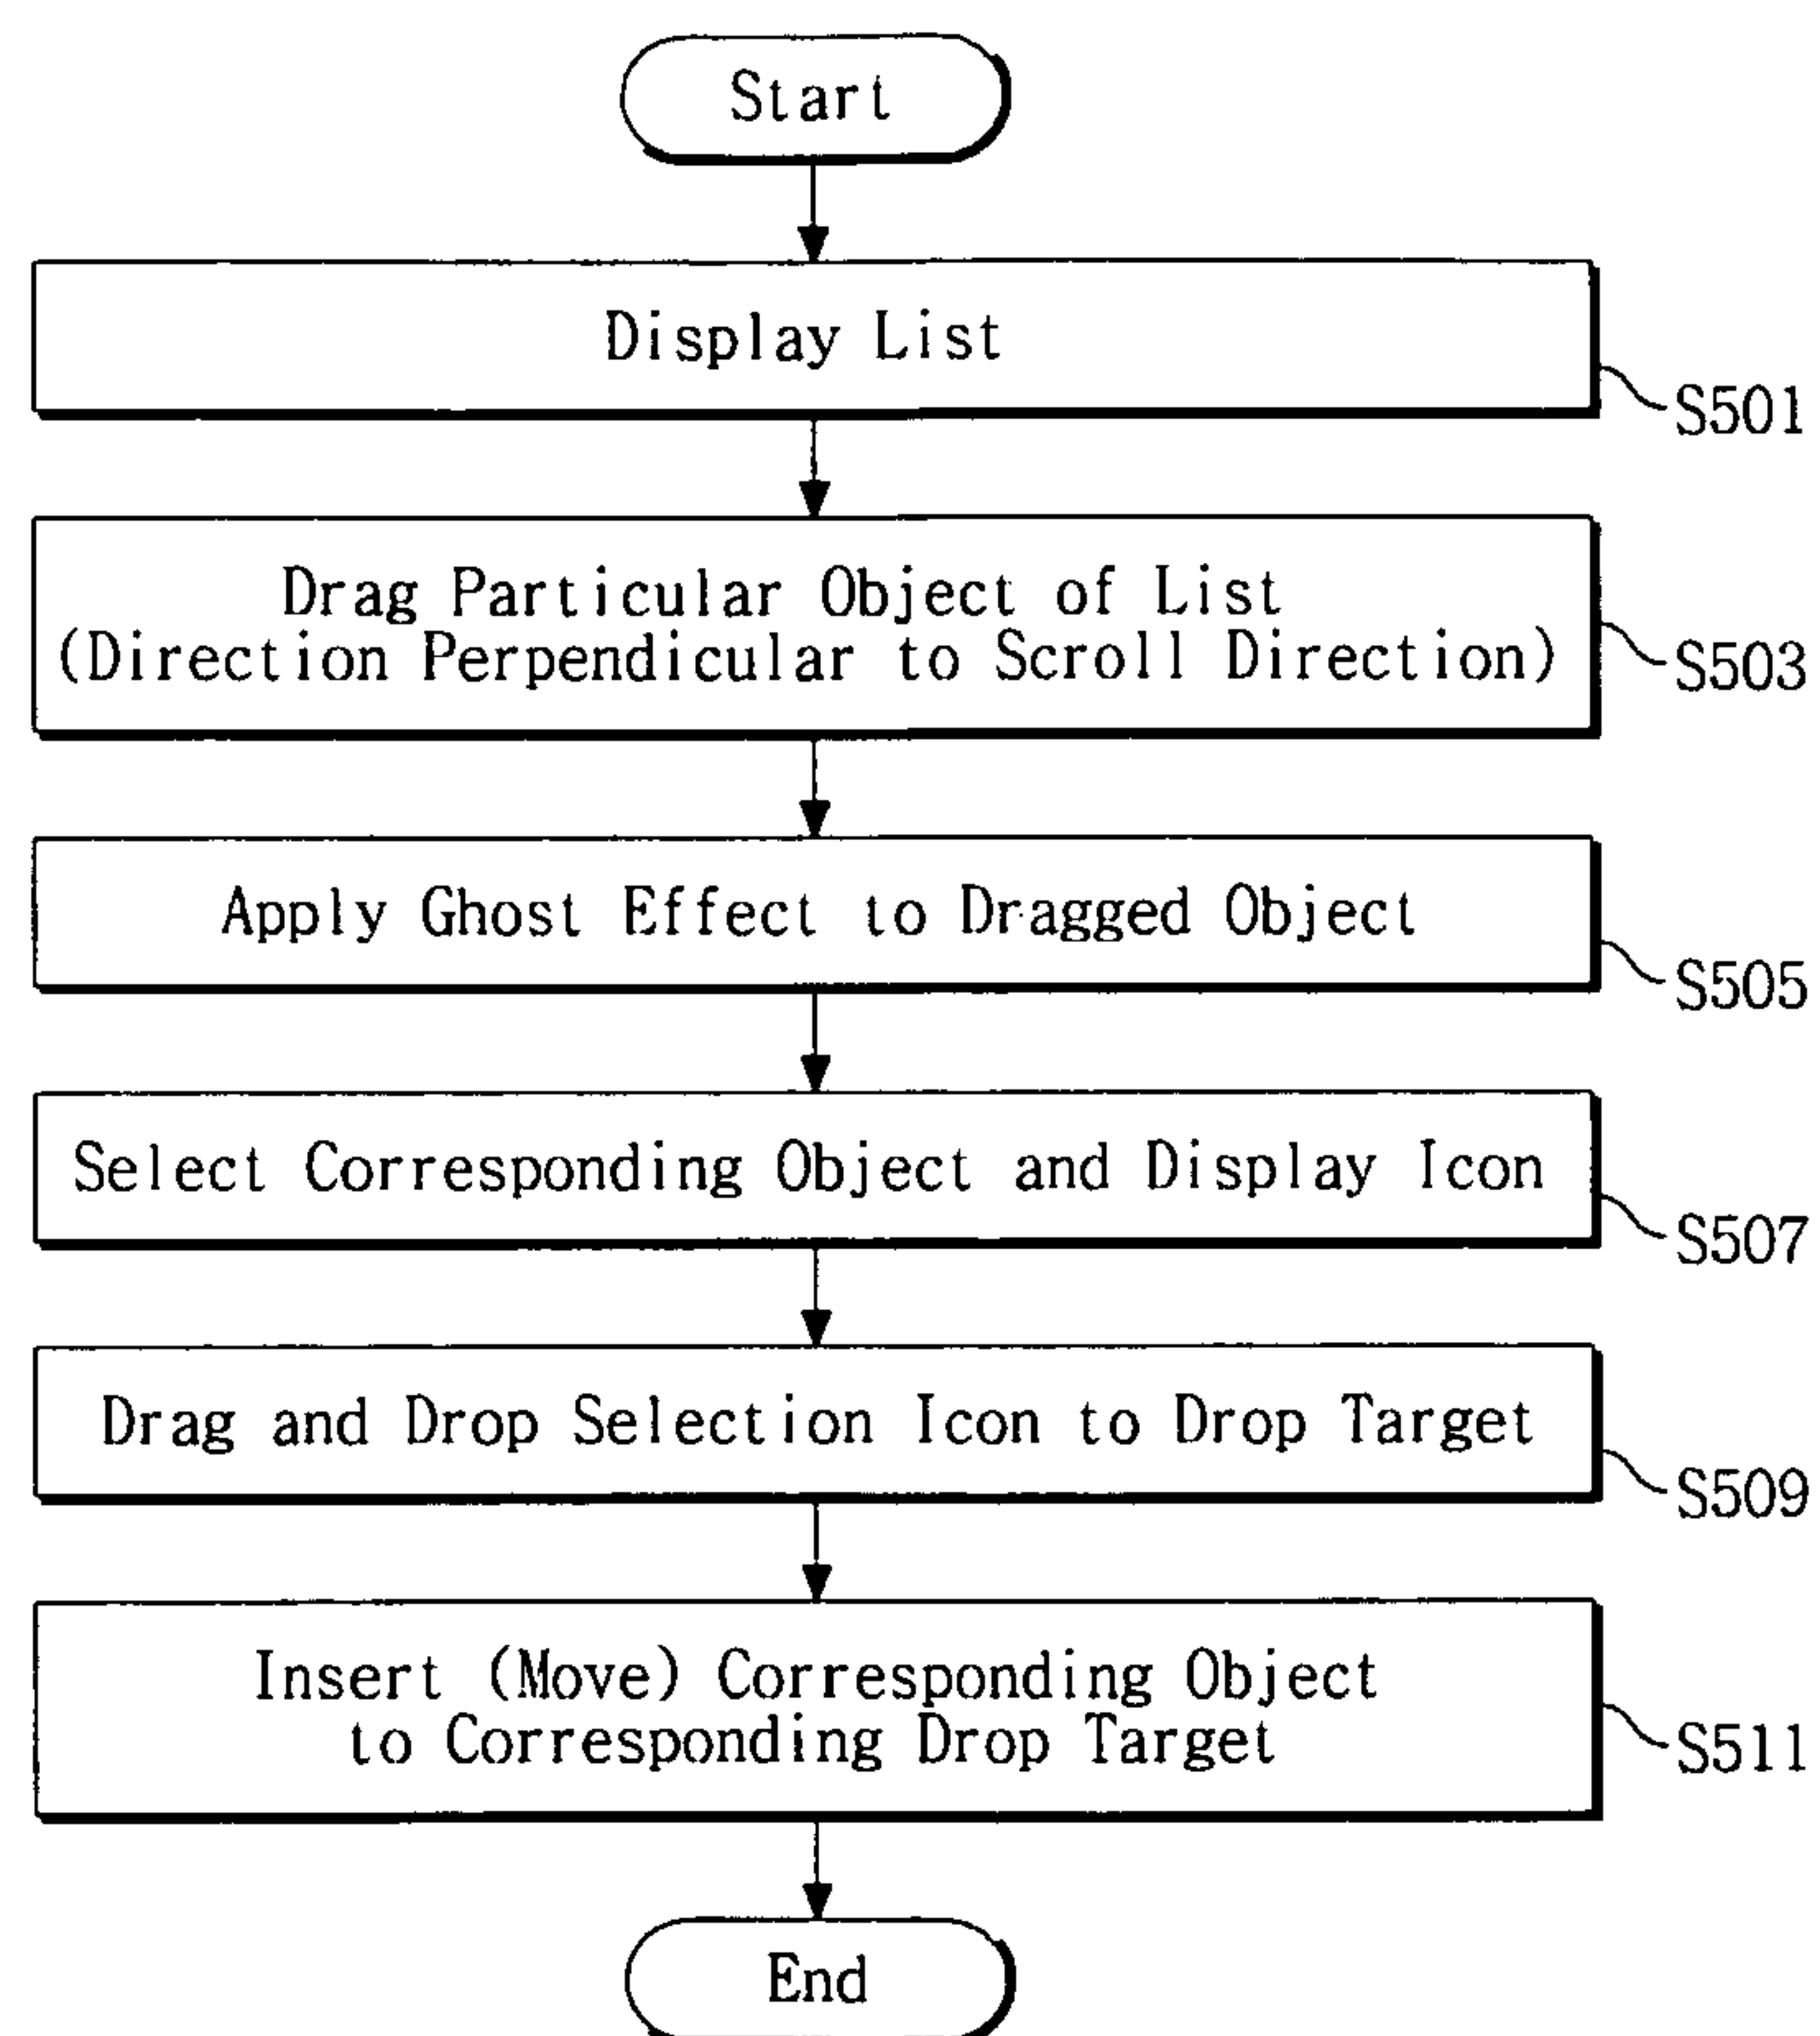 Start
Display List
S501
Drag Particular Object of List
(Direction Perpendicular to Scroll Direction)
S503
Apply Ghost Effect to Dragged Object
S505
Select Corresponding Object and Display Icon
S507
Drag and Drop Selection Icon to Drop Target
S509
Insert (Move) Corresponding Object
to Corresponding Drop Target
S511
End